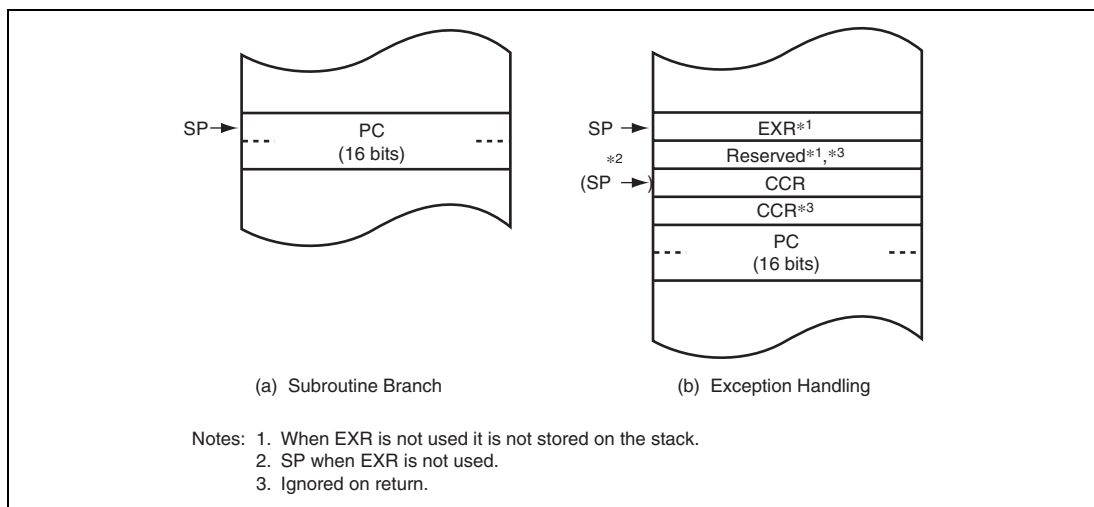 SP
PC
(16 bits)
(a) Subroutine Branch
SP
*2
(SP )
EXR*1
Reserved*1,*3
CCR
CCR*3
PC
(16 bits)
(b) Exception Handling
Notes: 1. When EXR is not used it is not stored on the stack.
2. SP when EXR is not used.
3. Ignored on return.